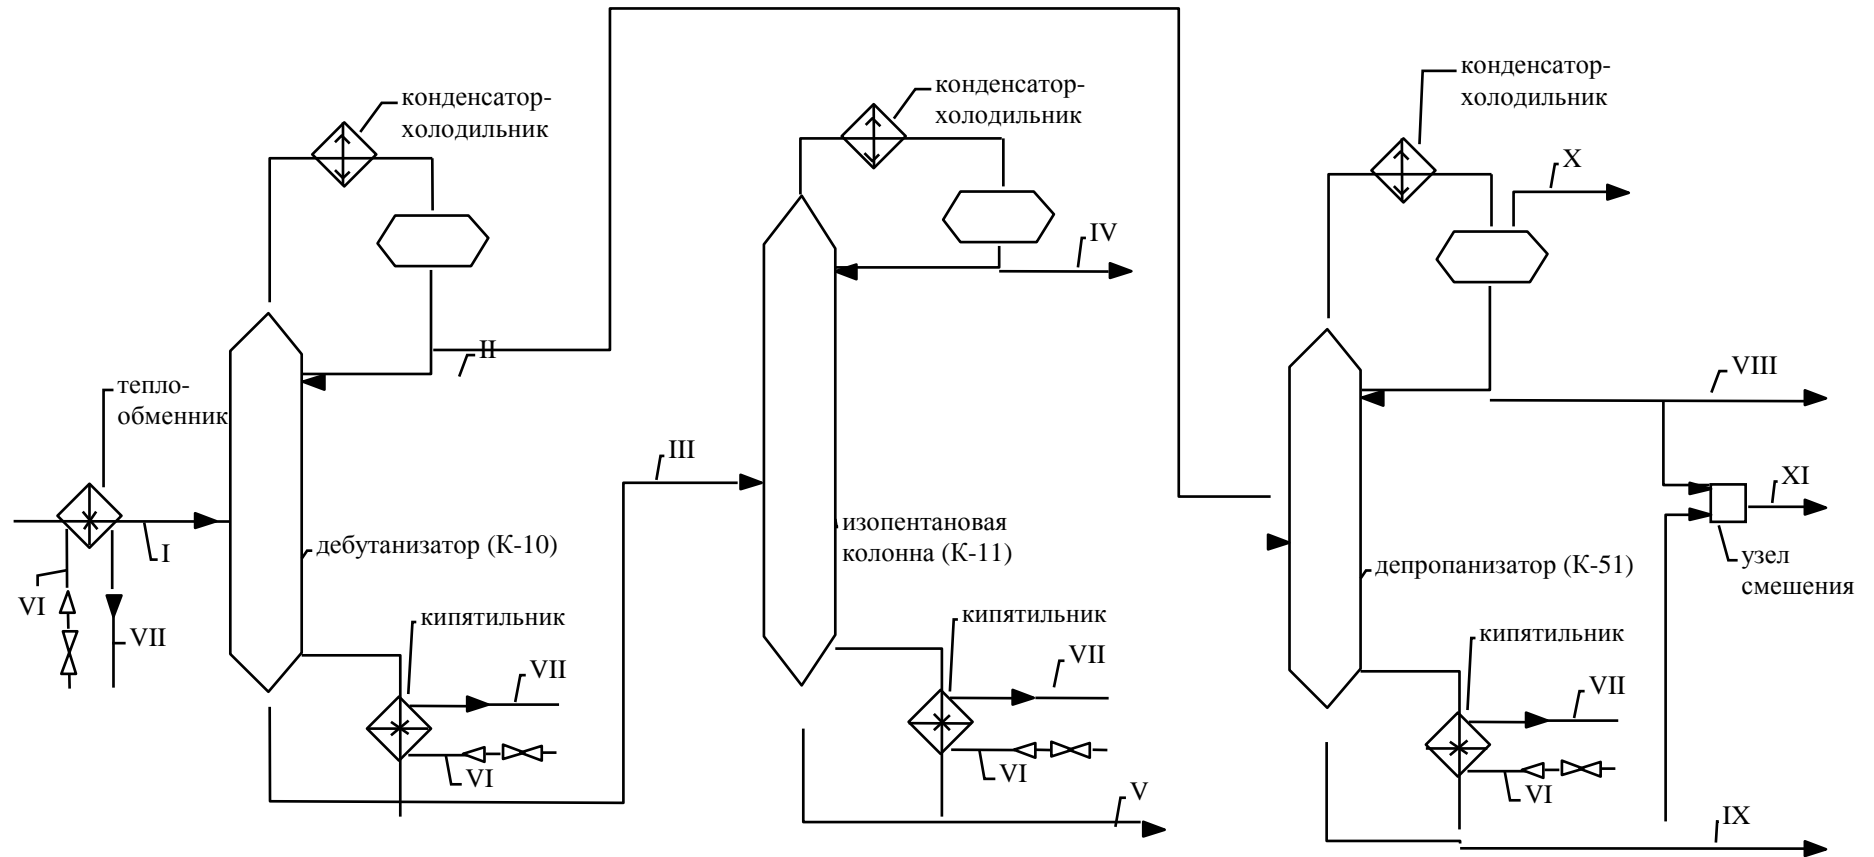 конденсатор-
холодильник
конденсатор-
холодильник
конденсатор-
холодильник
X
IV
II
VIII
тепло-
обменник
III
XI
изопентановая
колонна (К-11)
дебутанизатор (К-10)
I
узел
смешения
депропанизатор (К-51)
VI
VII
кипятильник
кипятильник
кипятильник
VII
VII
VII
VI
VI
VI
V
IX